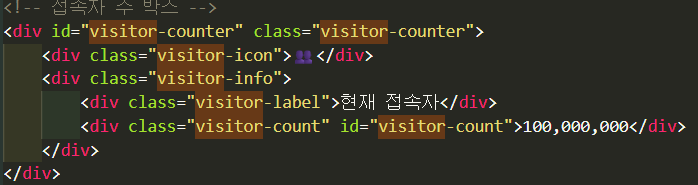 <!-- 접속자 수 박스 -->
<div id="visitor-counter" class="visitor-counter">
<div class="visitor-icon">👥</div>
<div class="visitor-info">
<div class="visitor-label">현재 접속자</div>
<div class="visitor-count" id="visitor-count">100,000,000</div>
</div>
</div>